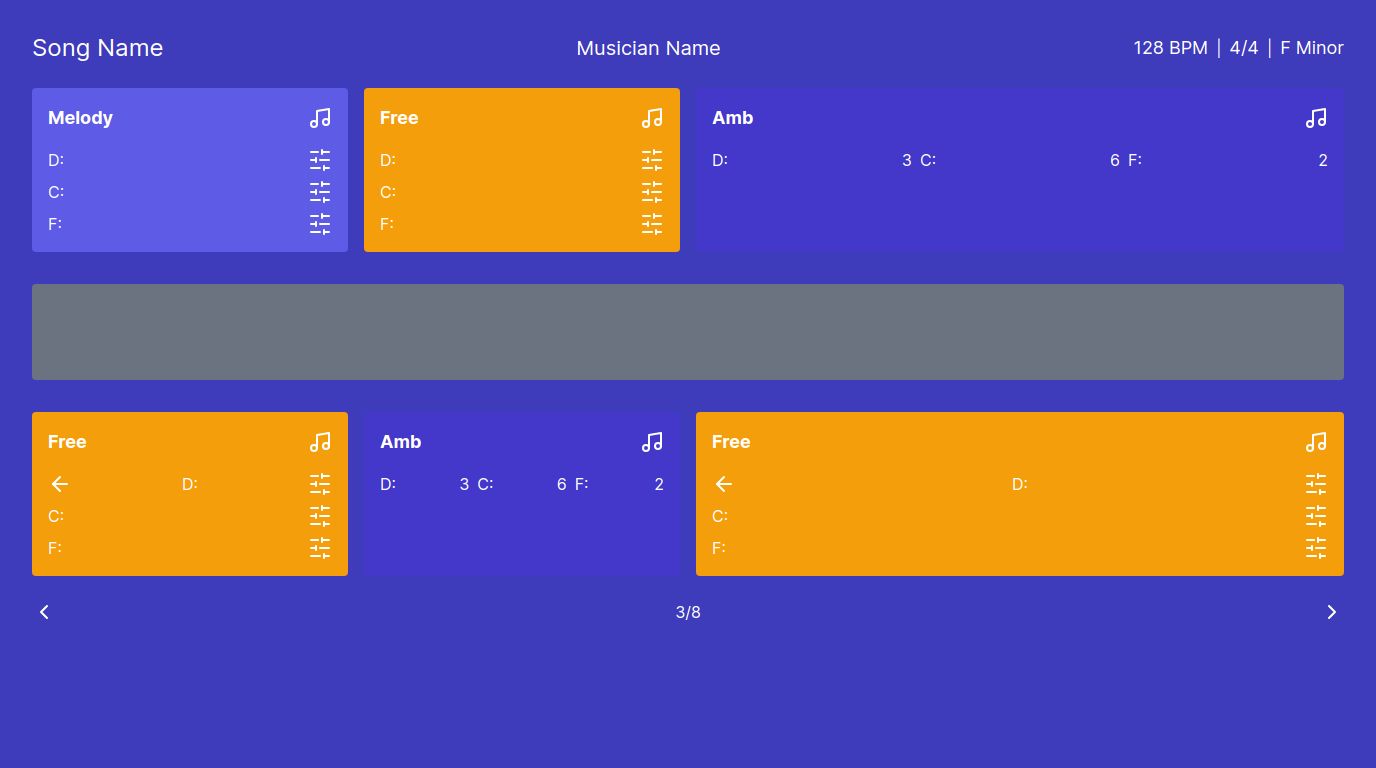 Song Name
Musician Name
128 BPM | 4/4 | F Minor
Melody
D:
C:
F:
Free
D:
C:
F:
Amb
D: 3 C: 6 F: 2
Free
D:
C:
F:
Amb
D: 3 C: 6 F: 2
Free
D:
C:
F:
3/8